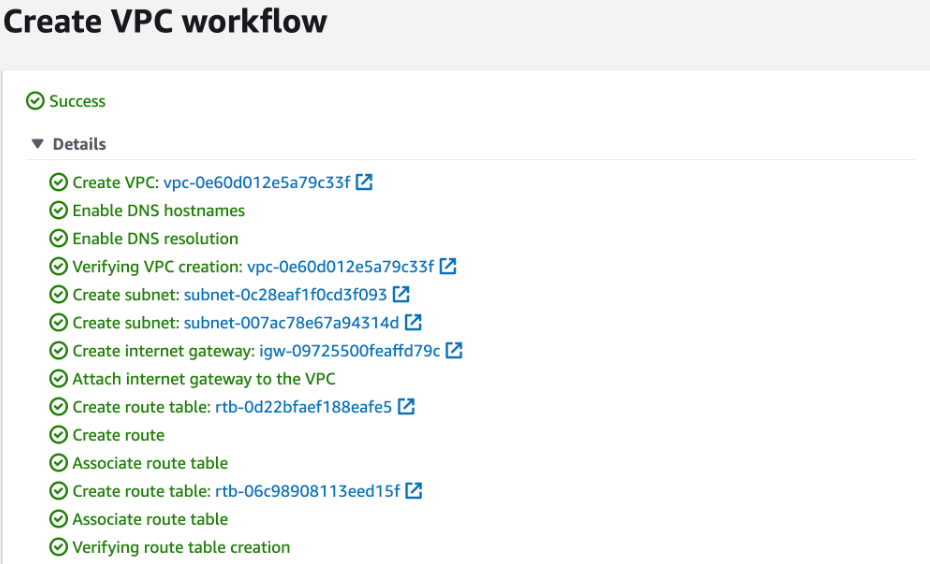 Create VPC workflow
Success
Details
Create VPC: vpc-0e60d012e5a79c33f
Enable DNS hostnames
Enable DNS resolution
Verifying VPC creation: vpc-0e60d012e5a79c33f
Create subnet: subnet-0c28eaf1f0cd3f093
Create subnet: subnet-007ac78e67a94314d
Create internet gateway: igw-09725500feaffd79c
Attach internet gateway to the VPC
Create route table: rtb-0d22bfaef188eafe5
Create route
Associate route table
Create route table: rtb-06c98908113eed15f
Associate route table
Verifying route table creation